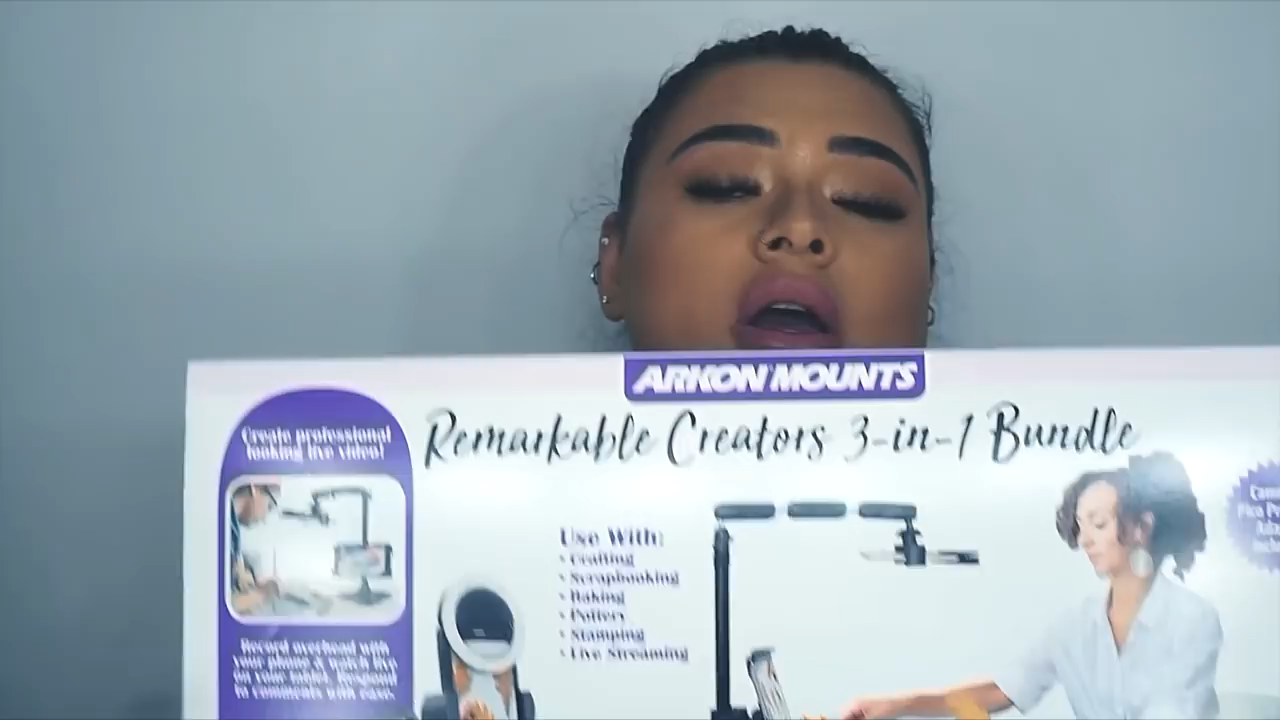 ARKON MOUNTS
Remarkable Creators 3-in-1 Bundle
Create professional
looking live video!
Record overhead with
your phone & watch live
on your tablet. Respond
to comments with ease.
Use With:
• Crafting
• Scrapbooking
• Baking
• Pottery
• Stamping
• Live Streaming